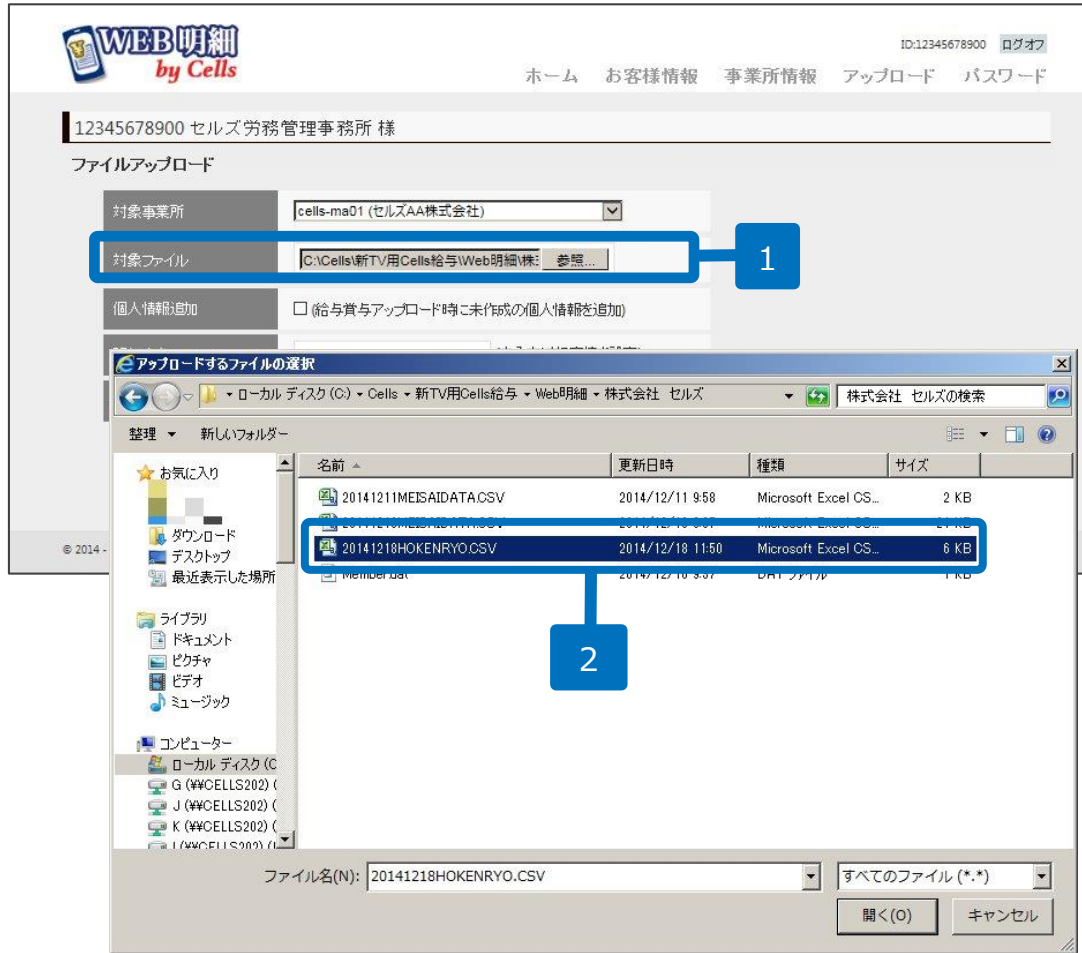 WEB明細
by Cells
ID:12345678900 ログオフ
ホーム お客様情報 事業所情報 アップロード パスワード
12345678900 セルズ労務管理事務所 様
ファイルアップロード
対象事業所 cells-ma01 (セルズAA株式会社)
対象ファイル C:\Cells\新TV用Cells給与\Web明細\株: 参照...
1
個人情報追加 (給与賞与アップロード時に未作成の個人情報を追加)
アップロードするファイルの選択
ローカル ディスク (C:) Cells 新TV用Cells給与 Web明細 株式会社 セルズ 株式会社 セルズの検索
整理 新しいフォルダー
お気に入り
ダウンロード
デスクトップ
最近表示した場所
ライブラリ
ドキュメント
ピクチャ
ビデオ
ミュージック
コンピューター
ローカル ディスク (C
G (¥¥CELLS202) (
J (¥¥CELLS202) (
K (¥¥CELLS202) (
名前 更新日時 種類 サイズ
20141211MEISAIDATA.CSV 2014/12/11 9:58 Microsoft Excel CS... 2 KB
20141218HOKENRYO.CSV 2014/12/18 11:50 Microsoft Excel CS... 6 KB
2
© 2014 -
ファイル名(N): 20141218HOKENRYO.CSV すべてのファイル (*.*)
開く(O) キャンセル